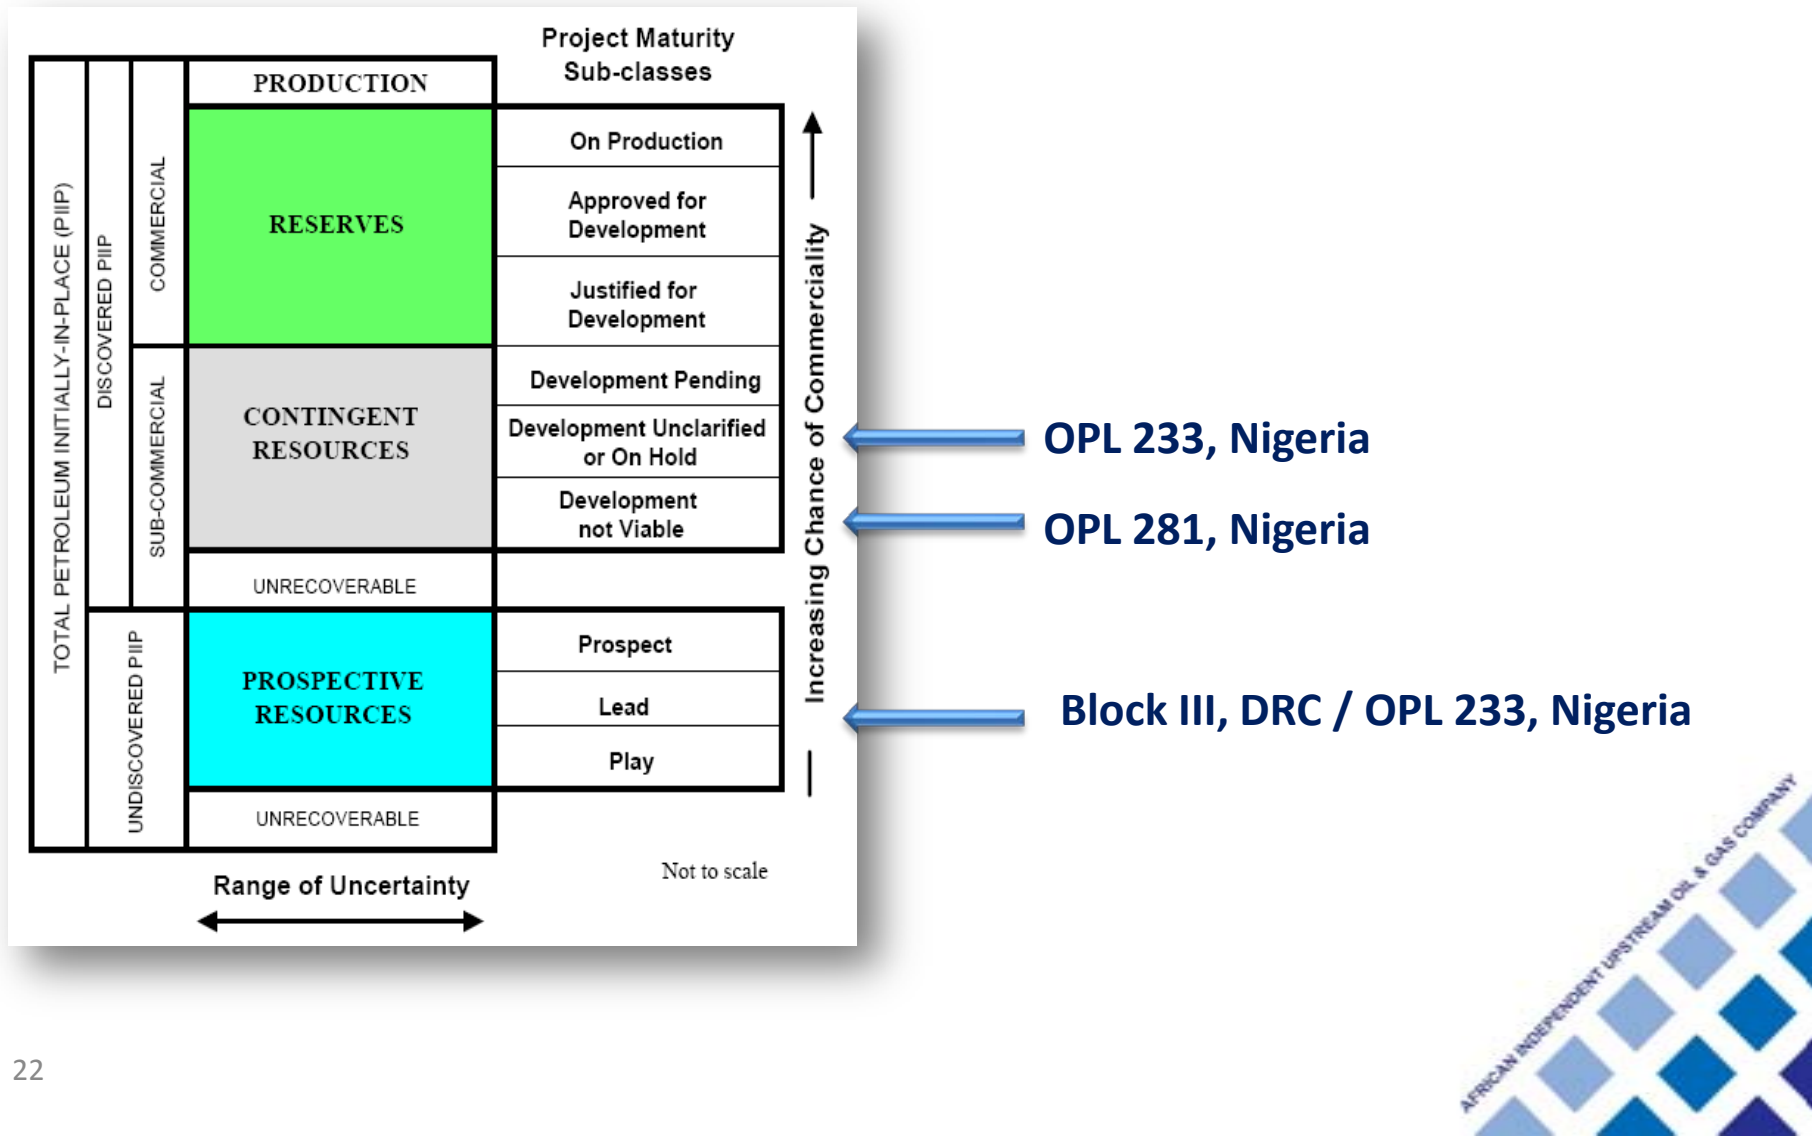 Project Maturity
Sub-classes
PRODUCTION
On Production
RESERVES
Approved for
Development
Justified for
Development
CONTINGENT
RESOURCES
Development Pending
Development Unclarified
or On Hold
Development
not Viable
UNRECOVERABLE
PROSPECTIVE
RESOURCES
Prospect
Lead
Play
UNRECOVERABLE
TOTAL PETROLEUM INITIALLY-IN-PLACE (PIIP)
DISCOVERED PIIP
COMMERCIAL
SUB-COMMERCIAL
UNDISCOVERED PIIP
Increasing Chance of Commerciality
Range of Uncertainty
Not to scale
OPL 233, Nigeria
OPL 281, Nigeria
Block III, DRC / OPL 233, Nigeria
AFRICAN INDEPENDENT UPSTREAM OIL & GAS COMPANY
22